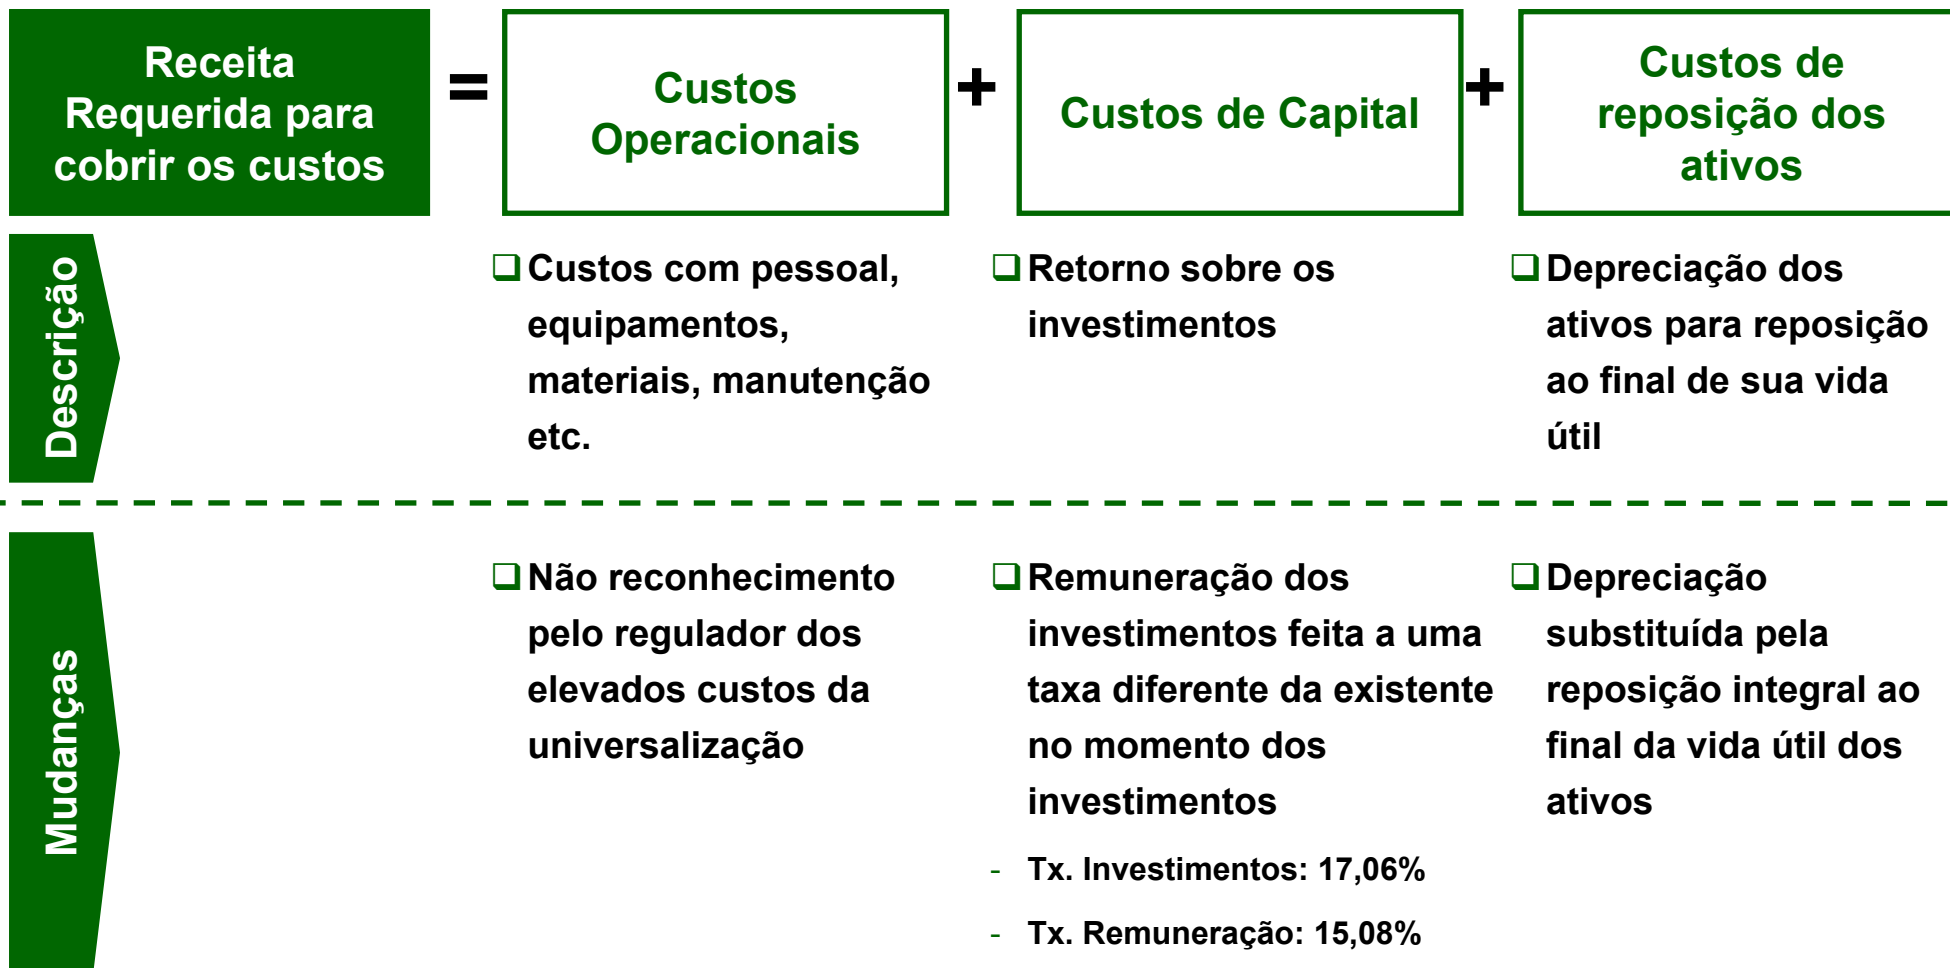 Receita
Requerida para
cobrir os custos
=
Custos
Operacionais
+
Custos de Capital
+
Custos de
reposição dos
ativos
Descrição
Custos com pessoal,
equipamentos,
materiais, manutenção
etc.
Retorno sobre os
investimentos
Depreciação dos
ativos para reposição
ao final de sua vida
útil
Mudanças
Não reconhecimento
pelo regulador dos
elevados custos da
universalização
Remuneração dos
investimentos feita a uma
taxa diferente da existente
no momento dos
investimentos
- Tx. Investimentos: 17,06%
- Tx. Remuneração: 15,08%
Depreciação
substituída pela
reposição integral ao
final da vida útil dos
ativos